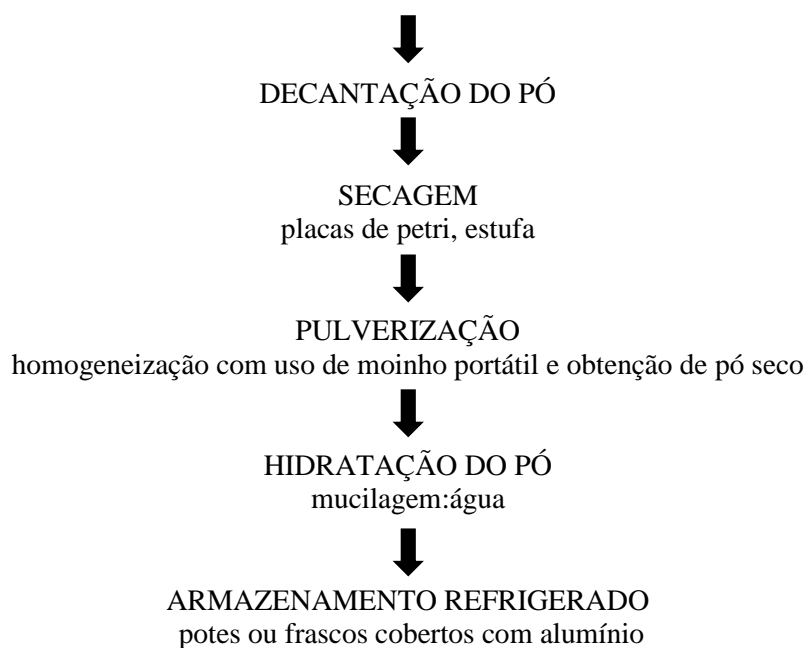 DECANTAÇÃO DO PÓ
SECAGEM
placas de petri, estufa
PULVERIZAÇÃO
homogeneização com uso de moinho portátil e obtenção de pó seco
HIDRATAÇÃO DO PÓ
mucilagem:água
ARMAZENAMENTO REFRIGERADO
potes ou frascos cobertos com alumínio